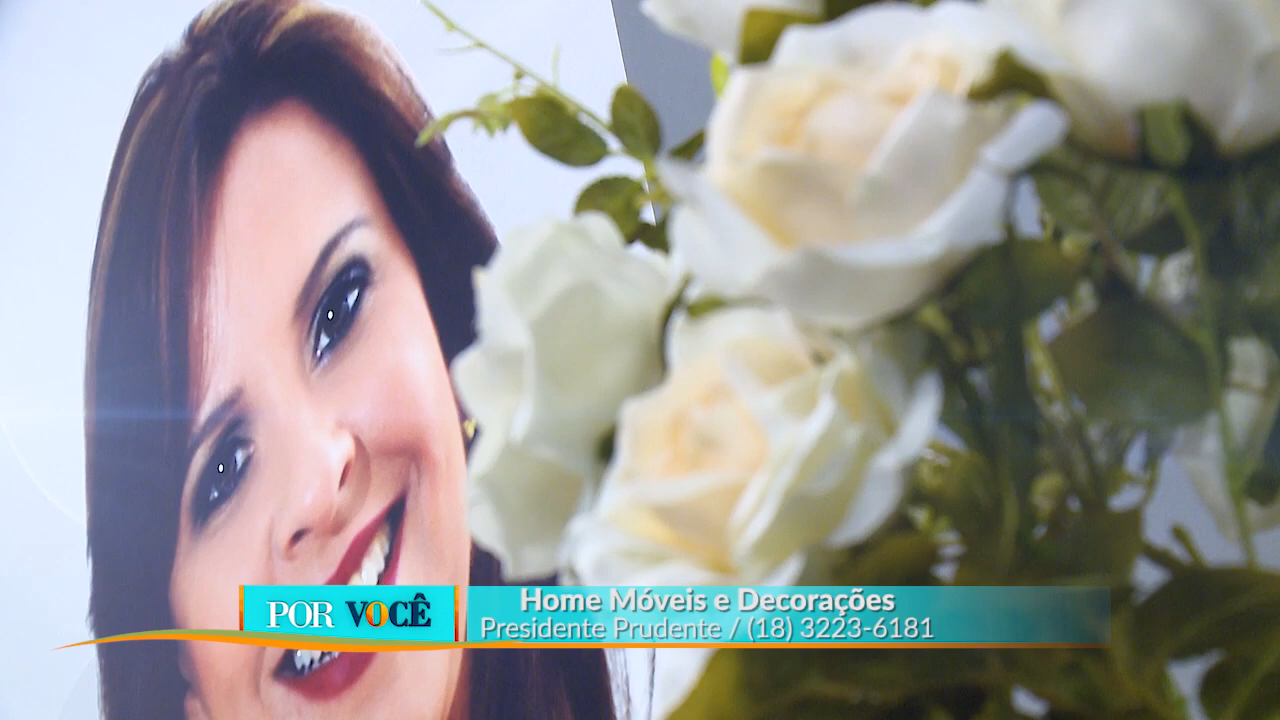 POR VOCÊ
Home Móveis e Decorações
Presidente Prudente / (18) 3223-6181